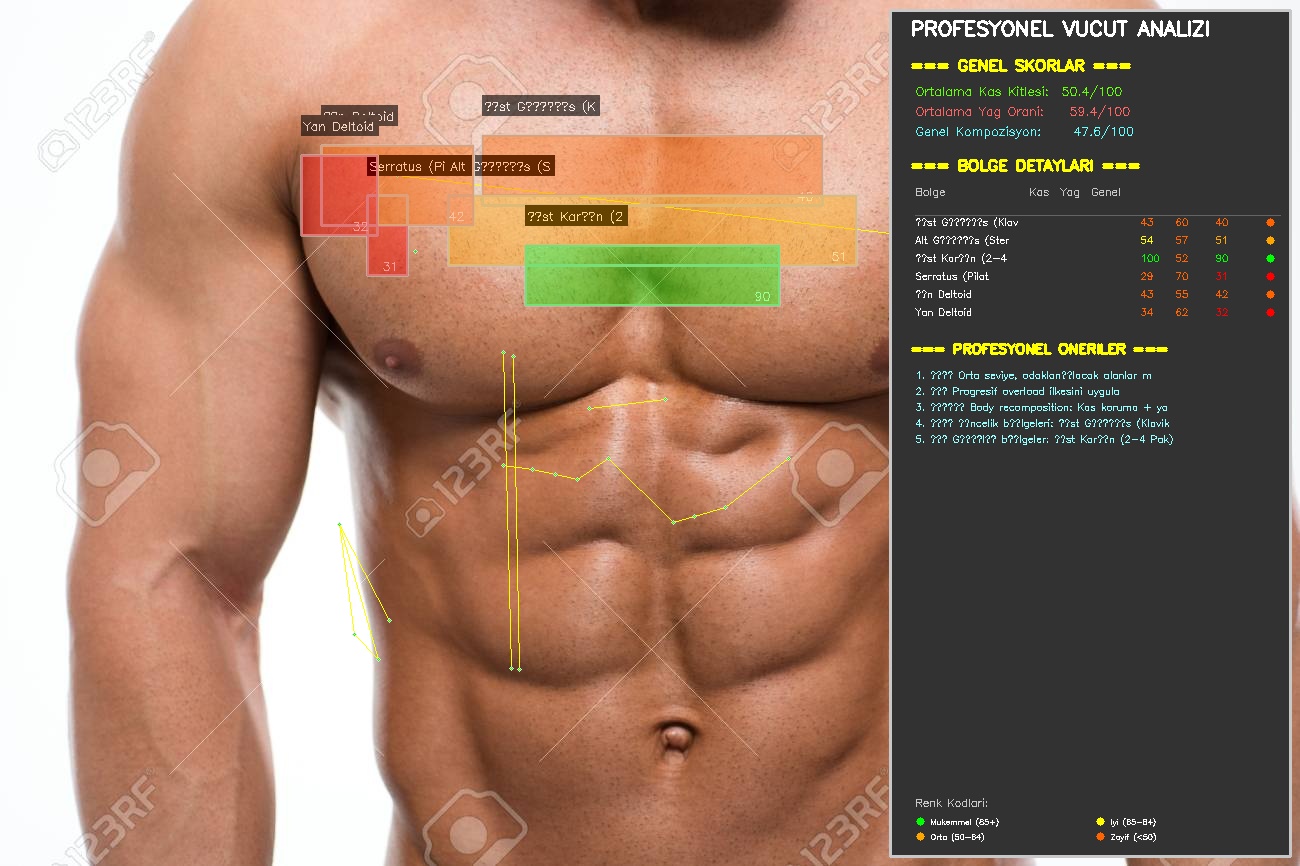 PROFESYONEL VUCUT ANALIZI
=== GENEL SKORLAR ===
Ortalama Kas Kitlesi: 50.4/100
Ortalama Yag Orani: 59.4/100
Genel Kompozisyon: 47.6/100
=== BOLGE DETAYLARI ===
Bolge Kas Yag Genel
??st G??????s (Klav 43 60 40
Alt G??????s (Ster 54 57 51
??st Kar??n (2-4 100 52 90
Serratus (Pilat 29 70 31
??n Deltoid 43 55 42
Yan Deltoid 34 62 32
=== PROFESYONEL ONERILER ===
1. ???? Orta seviye, odaklan??lacak alanlar m
2. ??? Progresif overload ilkesini uygula
3. ?????? Body recomposition: Kas koruma + ya
4. ???? ??ncelik b??lgeleri: ??st G??????s (Klavik
5. ??? G????l?? b??lgeler: ??st Kar??n (2-4 Pak)
Renk Kodlari:
Mukemmel (85+)
Iyi (65-84)
Orta (50-64)
Zayif (<50)
??st G??????s (K
??n Deltoid
Yan Deltoid
Serratus (Pi
Alt G??????s (S
??st Kar??n (2
42
32
31
51
90
123RF
123RF
123RF
123RF
123RF
123RF